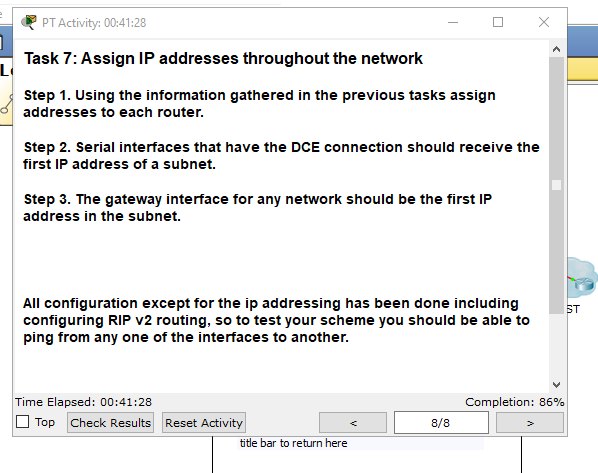 PT Activity: 00:41:28
Task 7: Assign IP addresses throughout the network
Step 1. Using the information gathered in the previous tasks assign
addresses to each router.
Step 2. Serial interfaces that have the DCE connection should receive the
first IP address of a subnet.
Step 3. The gateway interface for any network should be the first IP
address in the subnet.
All configuration except for the ip addressing has been done including
configuring RIP v2 routing, so to test your scheme you should be able to
ping from any one of the interfaces to another.
Time Elapsed: 00:41:28 Completion: 86%
Top Check Results Reset Activity < 8/8 >
title bar to return here
ST